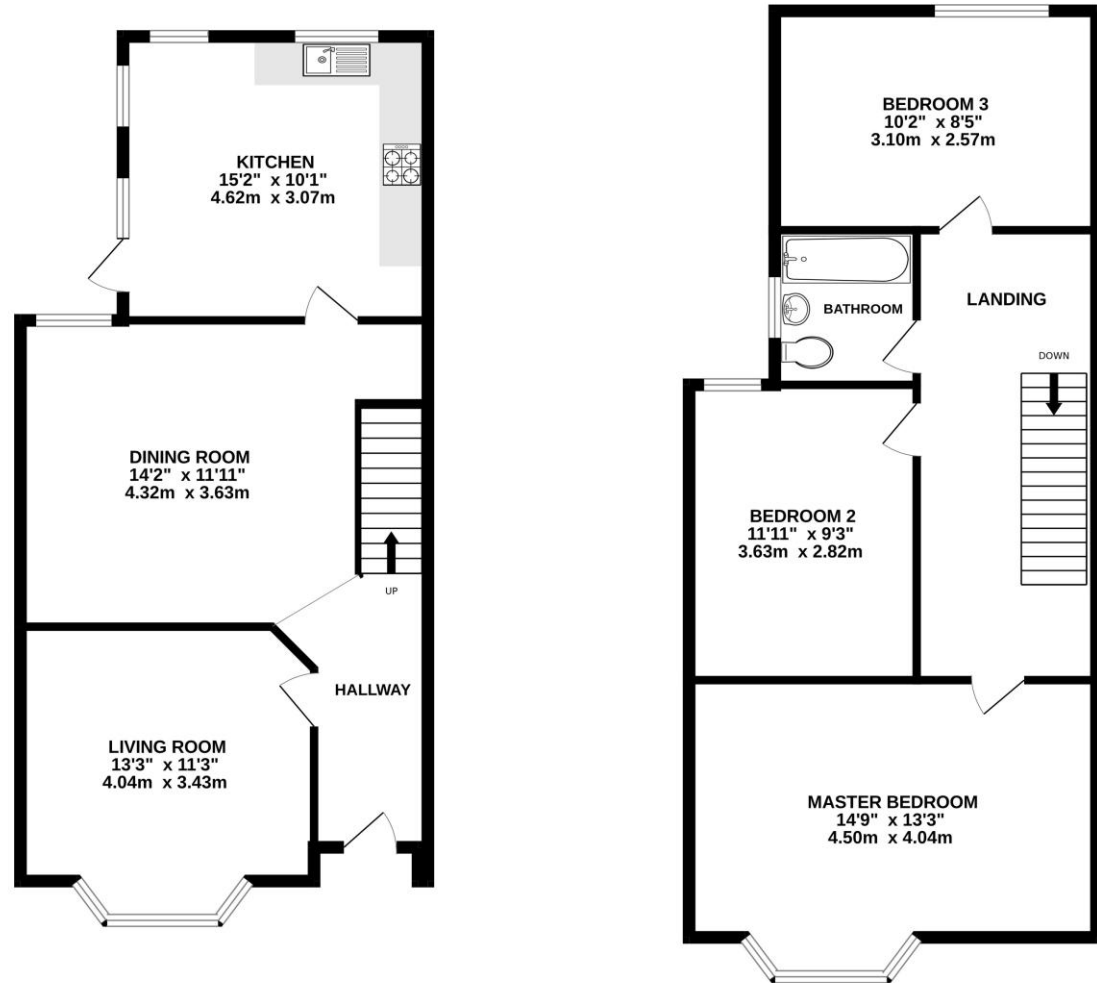 KITCHEN
15'2" x 10'1"
4.62m x 3.07m
DINING ROOM
14'2" x 11'11"
4.32m x 3.63m
UP
HALLWAY
LIVING ROOM
13'3" x 11'3"
4.04m x 3.43m
BEDROOM 3
10'2" x 8'5"
3.10m x 2.57m
BATHROOM
LANDING
DOWN
BEDROOM 2
11'11" x 9'3"
3.63m x 2.82m
MASTER BEDROOM
14'9" x 13'3"
4.50m x 4.04m